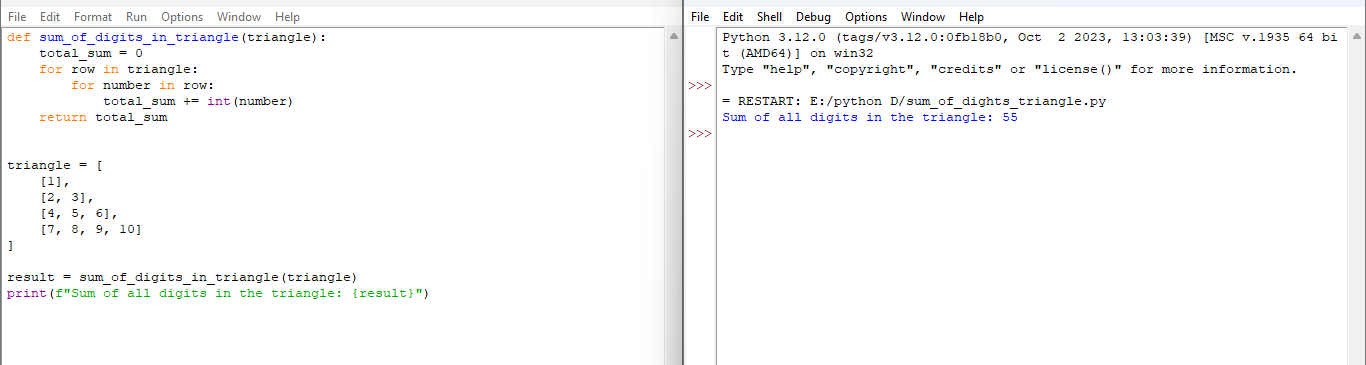 File Edit Format Run Options Window Help
def sum_of_digits_in_triangle(triangle):
    total_sum = 0
    for row in triangle:
        for number in row:
            total_sum += int(number)
    return total_sum
triangle = [
    [1],
    [2, 3],
    [4, 5, 6],
    [7, 8, 9, 10]
]
result = sum_of_digits_in_triangle(triangle)
print(f"Sum of all digits in the triangle: {result}")
File Edit Shell Debug Options Window Help
Python 3.12.0 (tags/v3.12.0:0fb18b0, Oct  2 2023, 13:03:39) [MSC v.1935 64 bi
t (AMD64)] on win32
Type "help", "copyright", "credits" or "license()" for more information.
>>>
= RESTART: E:/python D/sum_of_dights_triangle.py
Sum of all digits in the triangle: 55
>>>